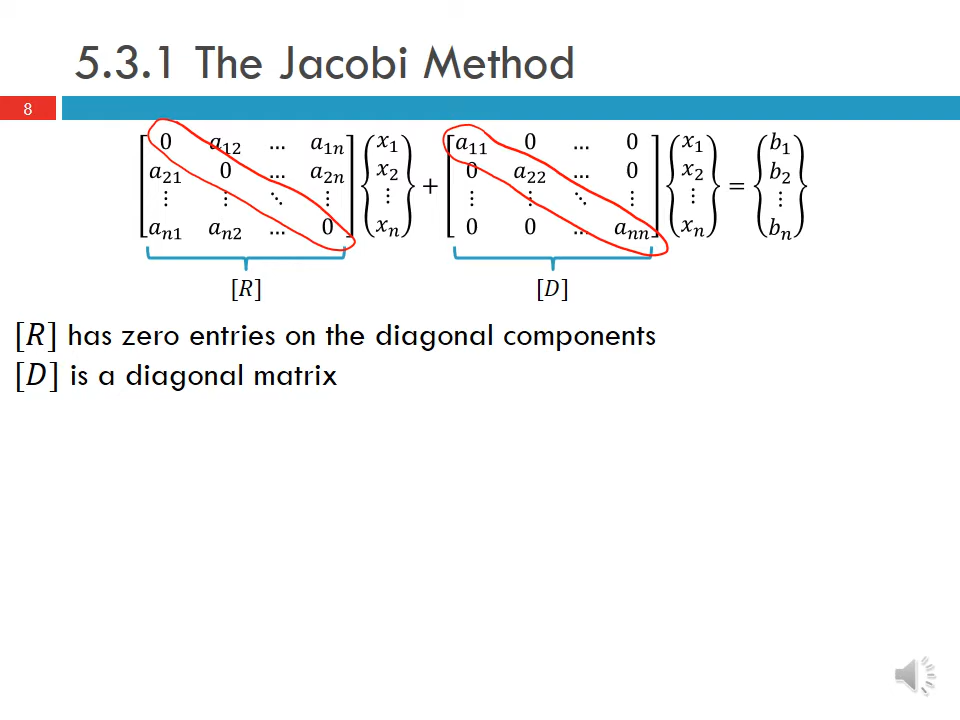 5.3.1 The Jacobi Method
8
[0 a₁₂ … a₁ₙ] {x₁} + [a₁₁ 0 … 0] {x₁} = {b₁}
[a₂₁ 0 … a₂ₙ] {x₂} [0 a₂₂ … 0] {x₂} {b₂}
[⋮ ⋮ ⋱ ⋮] {⋮} [⋮ ⋮ ⋱ ⋮] {⋮} {⋮}
[aₙ₁ aₙ₂ … 0] {xₙ} [0 0 … aₙₙ] {xₙ} {bₙ}
[R] [D]
[R] has zero entries on the diagonal components
[D] is a diagonal matrix